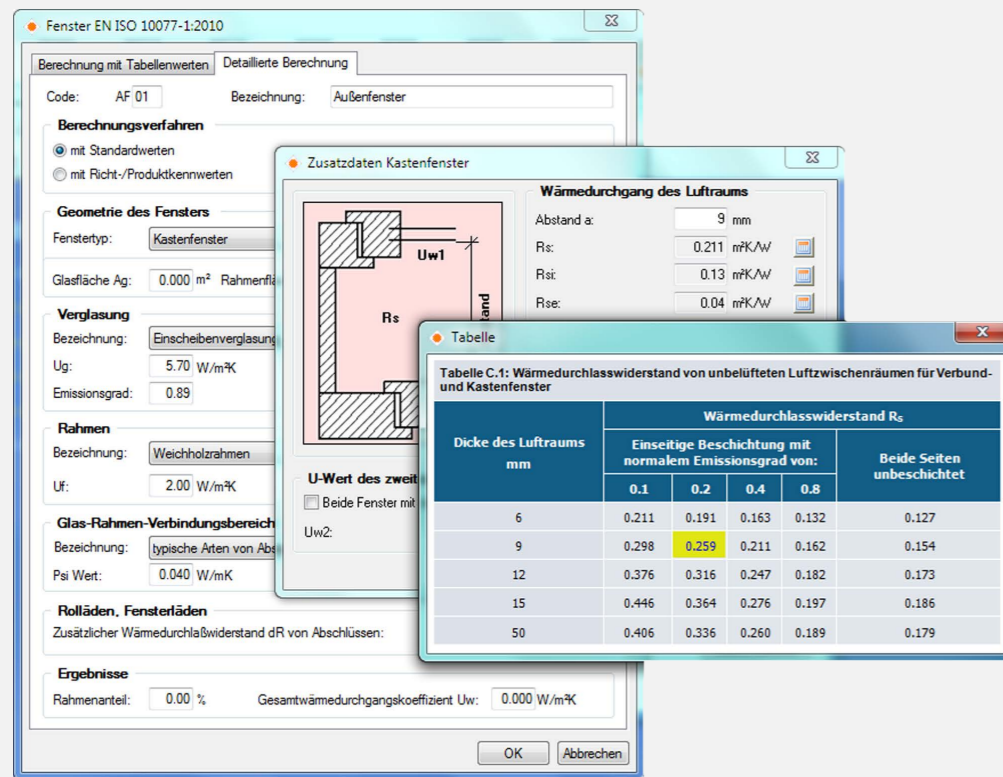 Fenster EN ISO 10077-1:2010
Berechnung mit Tabellenwerten Detaillierte Berechnung
Code: AF 01 Bezeichnung: Außenfenster
Berechnungsverfahren
mit Standardwerten
mit Richt-/Produktkennwerten
Geometrie des Fensters
Fenstertyp: Kastenfenster
Glasfläche Ag: 0.000 m² Rahmenflä
Verglasung
Bezeichnung: Einscheibenverglasung
Ug: 5.70 W/m²K
Emissionsgrad: 0.89
Rahmen
Bezeichnung: Weichholzrahmen
Uf: 2.00 W/m²K
Glas-Rahmen-Verbindungsbereich
Bezeichnung: typische Arten von Abs
Psi Wert: 0.040 W/mK
Rolläden, Fensterläden
Zusätzlicher Wärmedurchlaßwiderstand dR von Abschlüssen:
Ergebnisse
Rahmenanteil: 0.00 % Gesamtwärmedurchgangskoeffizient Uw: 0.000 W/m²K
OK Abbrechen
Zusatzdaten Kastenfenster
Uw1
Rs
tand
Wärmedurchgang des Luftraums
Abstand a: 9 mm
Rs: 0.211 m²K/W
Rsi: 0.13 m²K/W
Rse: 0.04 m²K/W
U-Wert des zweit
Beide Fenster mit
Uw2:
Tabelle
Tabelle C.1: Wärmedurchlasswiderstand von unbelüfteten Luftzwischenräumen für Verbund-
und Kastenfenster
Dicke des Luftraums
mm
Wärmedurchlasswiderstand RS
Einseitige Beschichtung mit
normalem Emissionsgrad von:
Beide Seiten
unbeschichtet
0.1 0.2 0.4 0.8
6 0.211 0.191 0.163 0.132 0.127
9 0.298 0.259 0.211 0.162 0.154
12 0.376 0.316 0.247 0.182 0.173
15 0.446 0.364 0.276 0.197 0.186
50 0.406 0.336 0.260 0.189 0.179